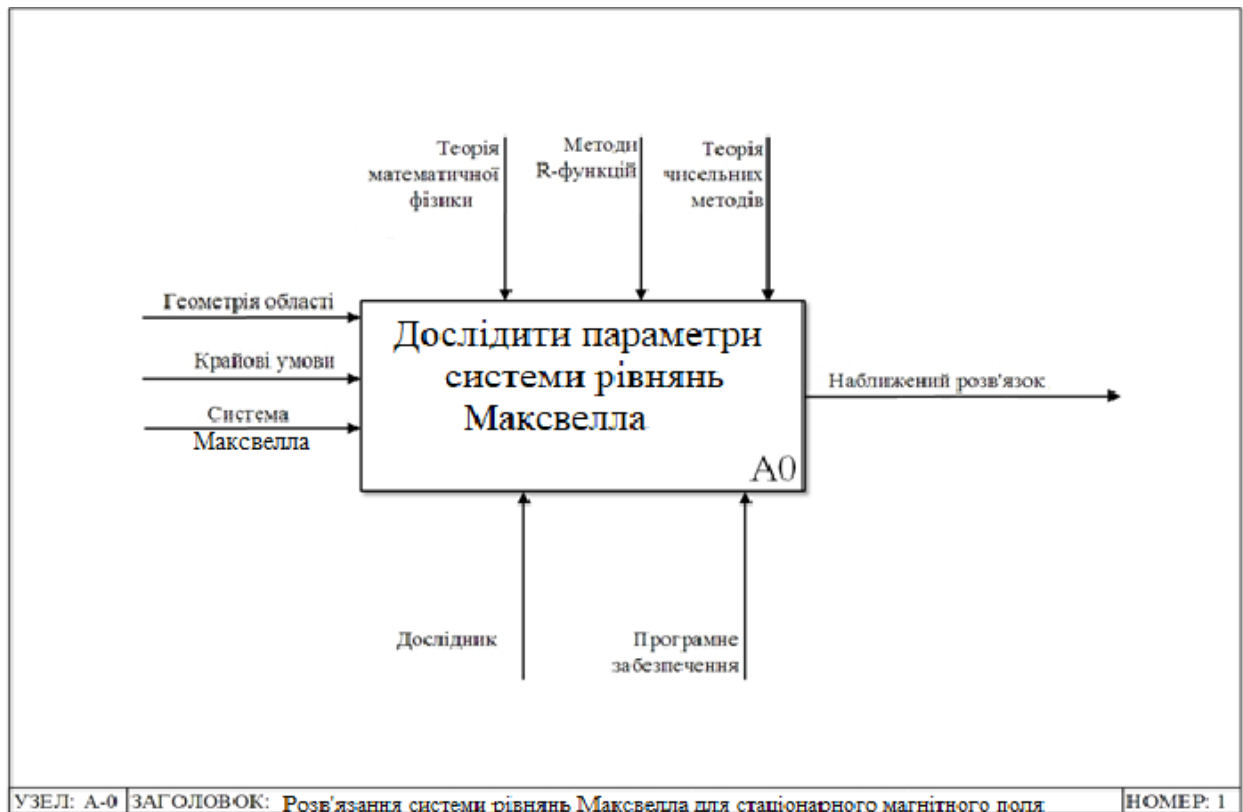 Теорія
математичної
фізики
Методи
R-функцій
Теорія
чисельних
методів
Геометрія області
Крайові умови
Система
Максвелла
Дослідити параметри
системи рівнянь
Максвелла
A0
Наближений розв'язок
Дослідник
Програмне
забезпечення
УЗЕЛ: A-0 ЗАГОЛОВОК: Розв'язання системи рівнянь Максвелла для стаціонарного магнітного поля НОМЕР: 1